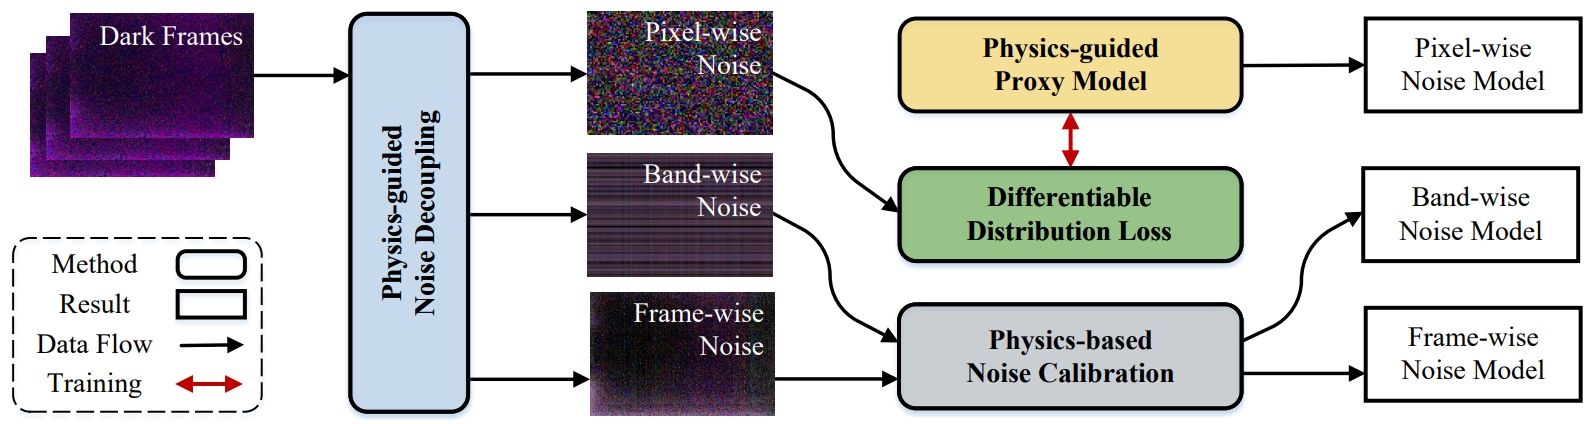 Dark Frames
Physics-guided
Noise Decoupling
Pixel-wise
Noise
Band-wise
Noise
Frame-wise
Noise
Physics-guided
Proxy Model
Differentiable
Distribution Loss
Physics-based
Noise Calibration
Pixel-wise
Noise Model
Band-wise
Noise Model
Frame-wise
Noise Model
Method
Result
Data Flow
Training